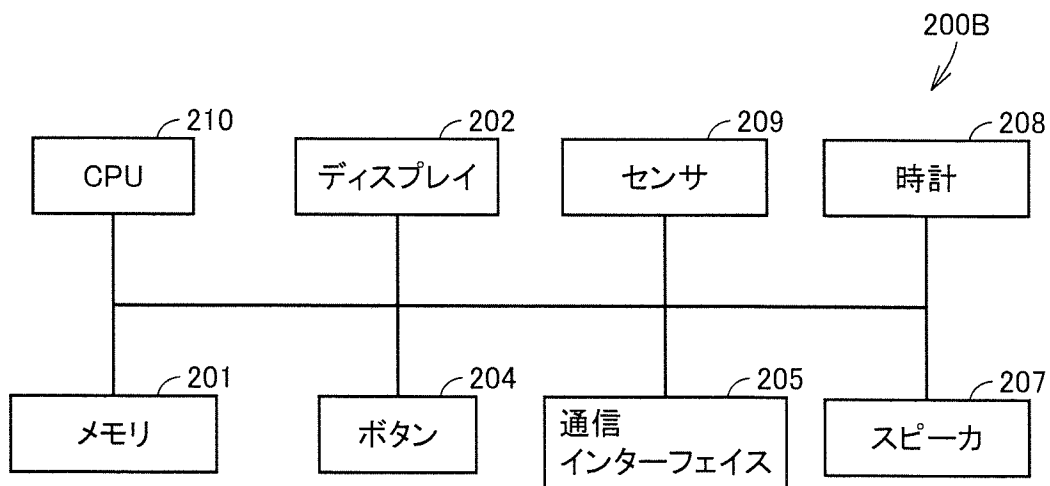 200B
210
202
209
208
CPU
ディスプレイ
センサ
時計
201
204
205
207
メモリ
ボタン
通信
インターフェイス
スピーカ